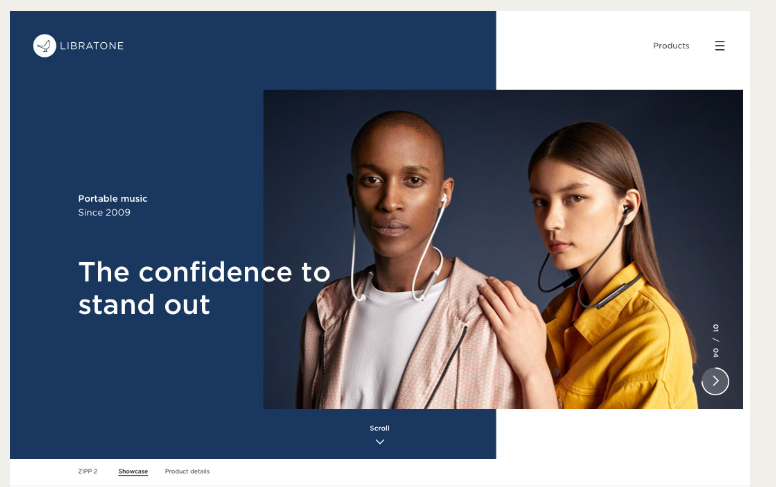 LIBRATONE
Products
Portable music
Since 2009
The confidence to
stand out
01 / 04
Scroll
ZIPP 2
Showcase
Product details